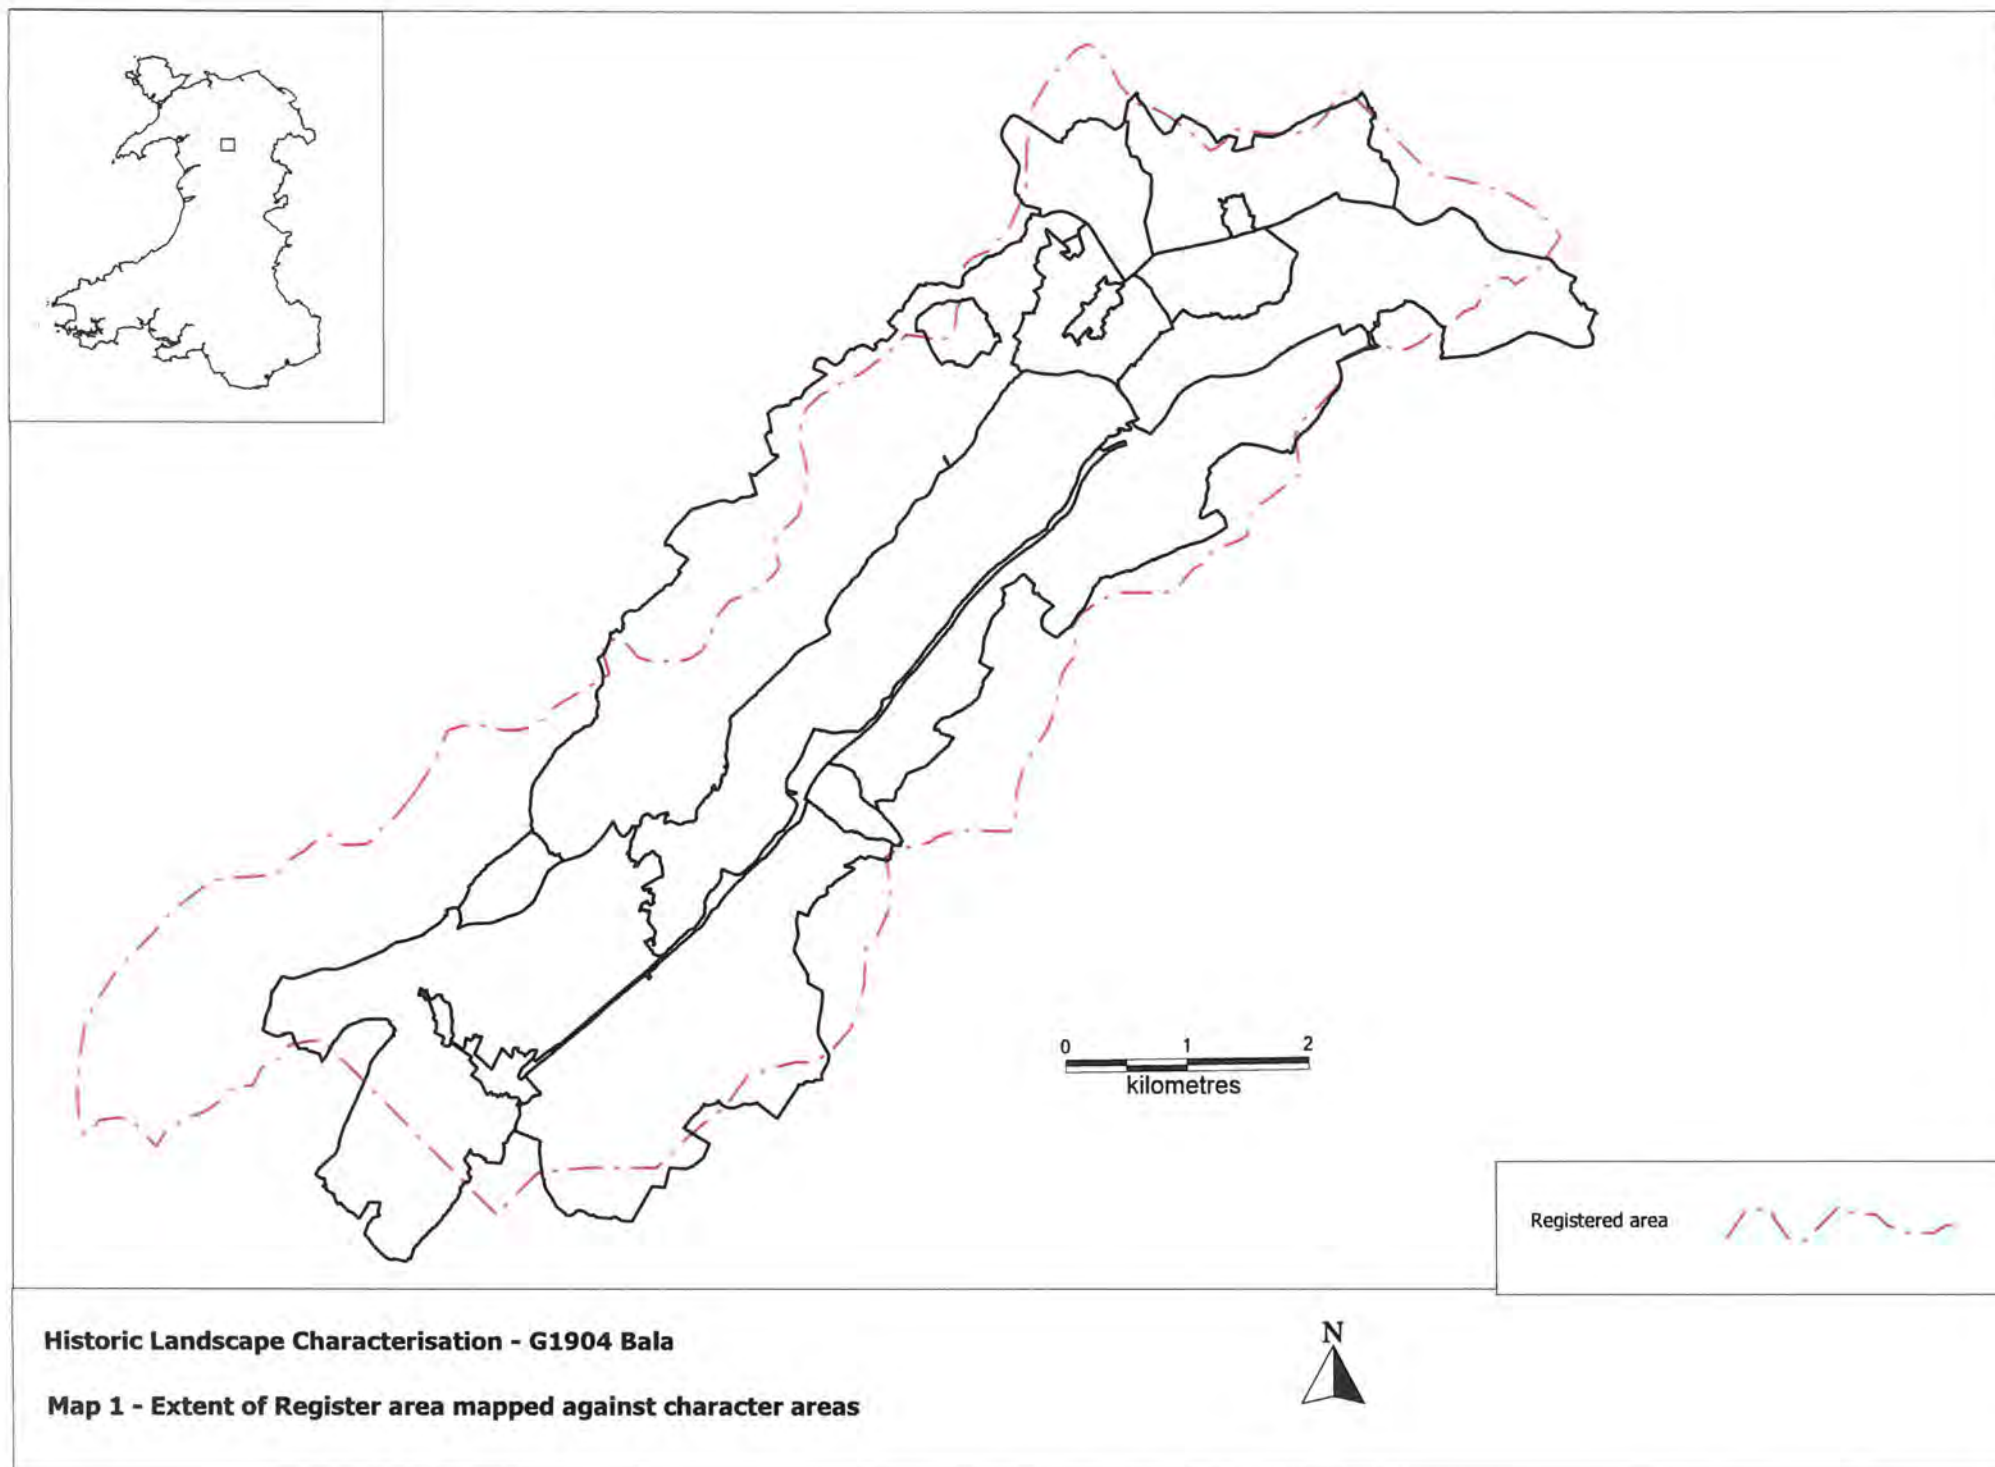 0 1 2
kilometres
Registered area
Historic Landscape Characterisation - G1904 Bala
N
Map 1 - Extent of Register area mapped against character areas